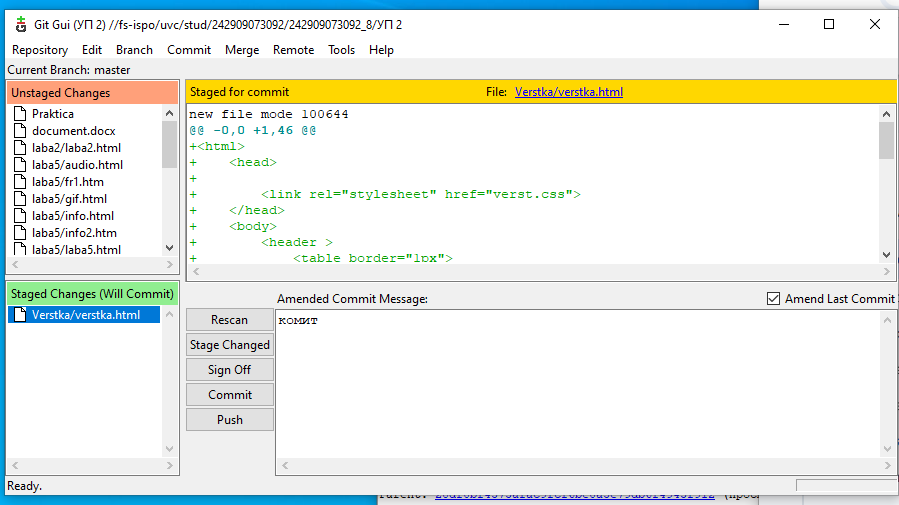 Git Gui (УП 2) //fs-ispo/uvc/stud/242909073092/242909073092_8/УП 2
Repository Edit Branch Commit Merge Remote Tools Help
Current Branch: master
Unstaged Changes
Praktica
document.docx
laba2/laba2.html
laba5/audio.html
laba5/fr1.htm
laba5/gif.html
laba5/info.html
laba5/info2.htm
laba5/laba5.html
Staged Changes (Will Commit)
Verstka/verstka.html
Staged for commit File: Verstka/verstka.html
new file mode 100644
@@ -0,0 +1,46 @@
+<html>
+    <head>
+
+        <link rel="stylesheet" href="verst.css">
+    </head>
+    <body>
+        <header >
+            <table border="1px">
Rescan
Stage Changed
Sign Off
Commit
Push
Amended Commit Message: Amend Last Commit
комит
Ready.